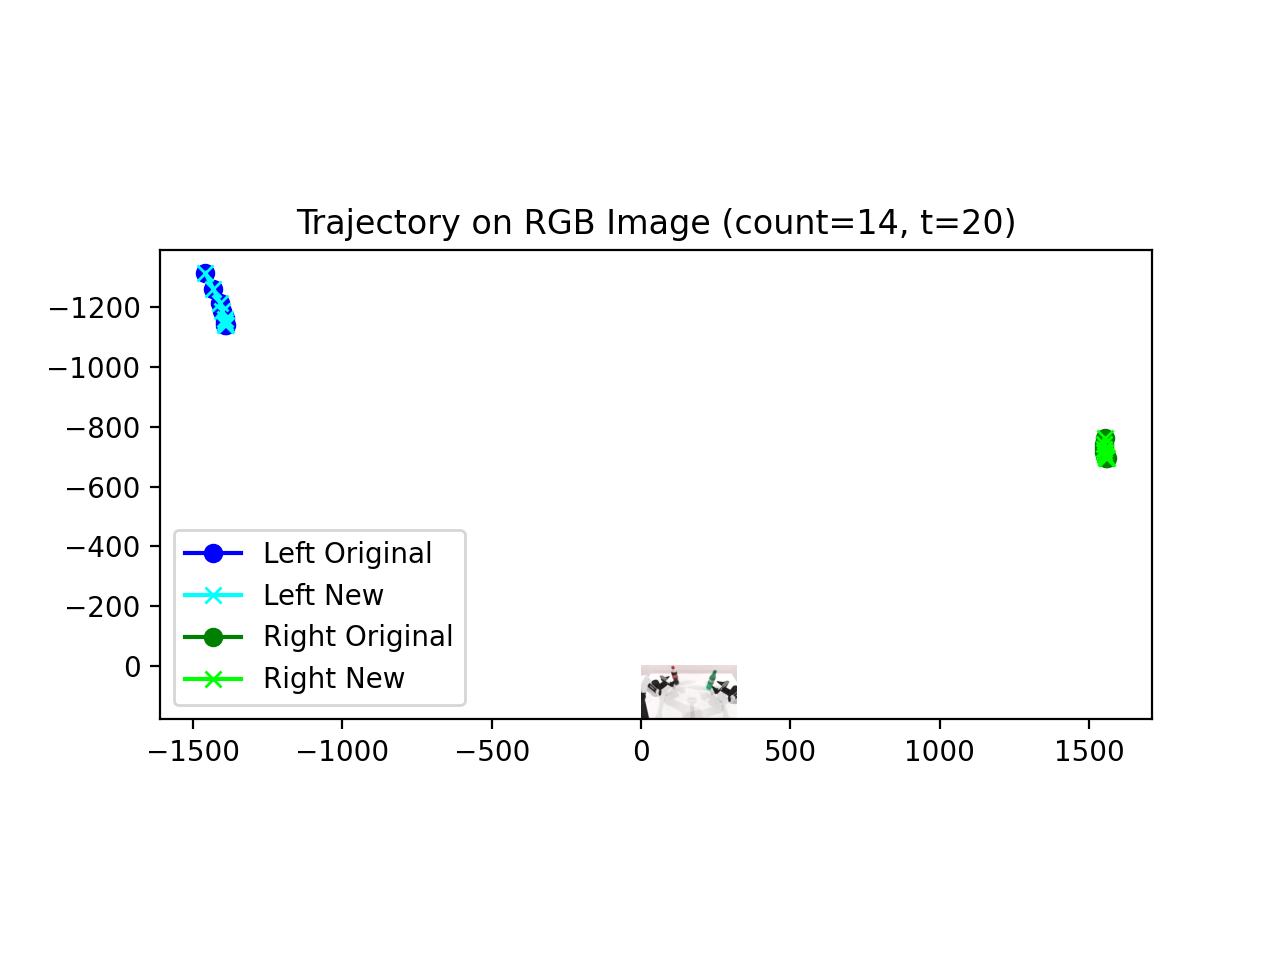 Trajectory on RGB Image (count=14, t=20)
−1200
−1000
−800
−600
−400
−200
0
Left Original
Left New
Right Original
Right New
−1500 −1000 −500 0 500 1000 1500